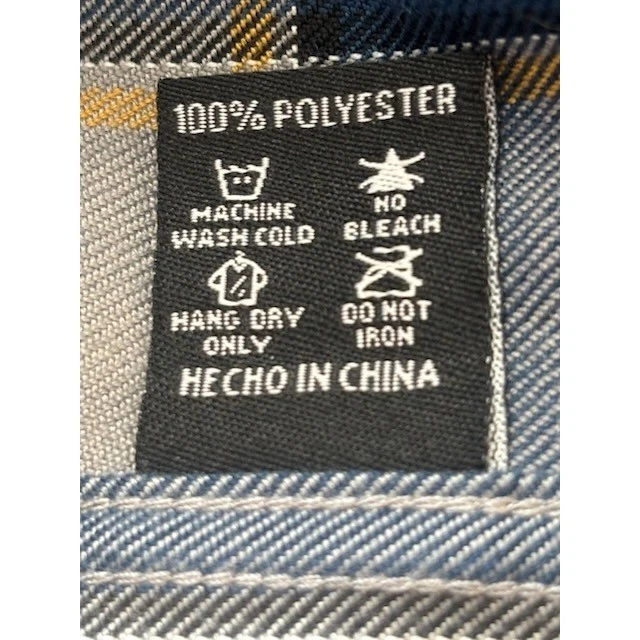 100% POLYESTER
MACHINE
WASH COLD
NO
BLEACH
HANG DRY
ONLY
DO NOT
IRON
HECHO IN CHINA